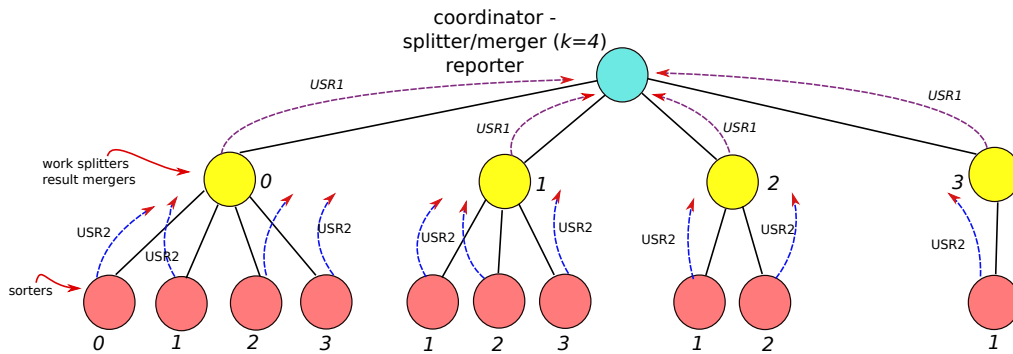 coordinator -
splitter/merger (k=4)
reporter
USR1
USR1
USR1
USR1
work splitters
result mergers
0
1
2
3
USR2
USR2
USR2
USR2
USR2
USR2
USR2
USR2
sorters
0
1
2
3
1
2
3
1
2
1